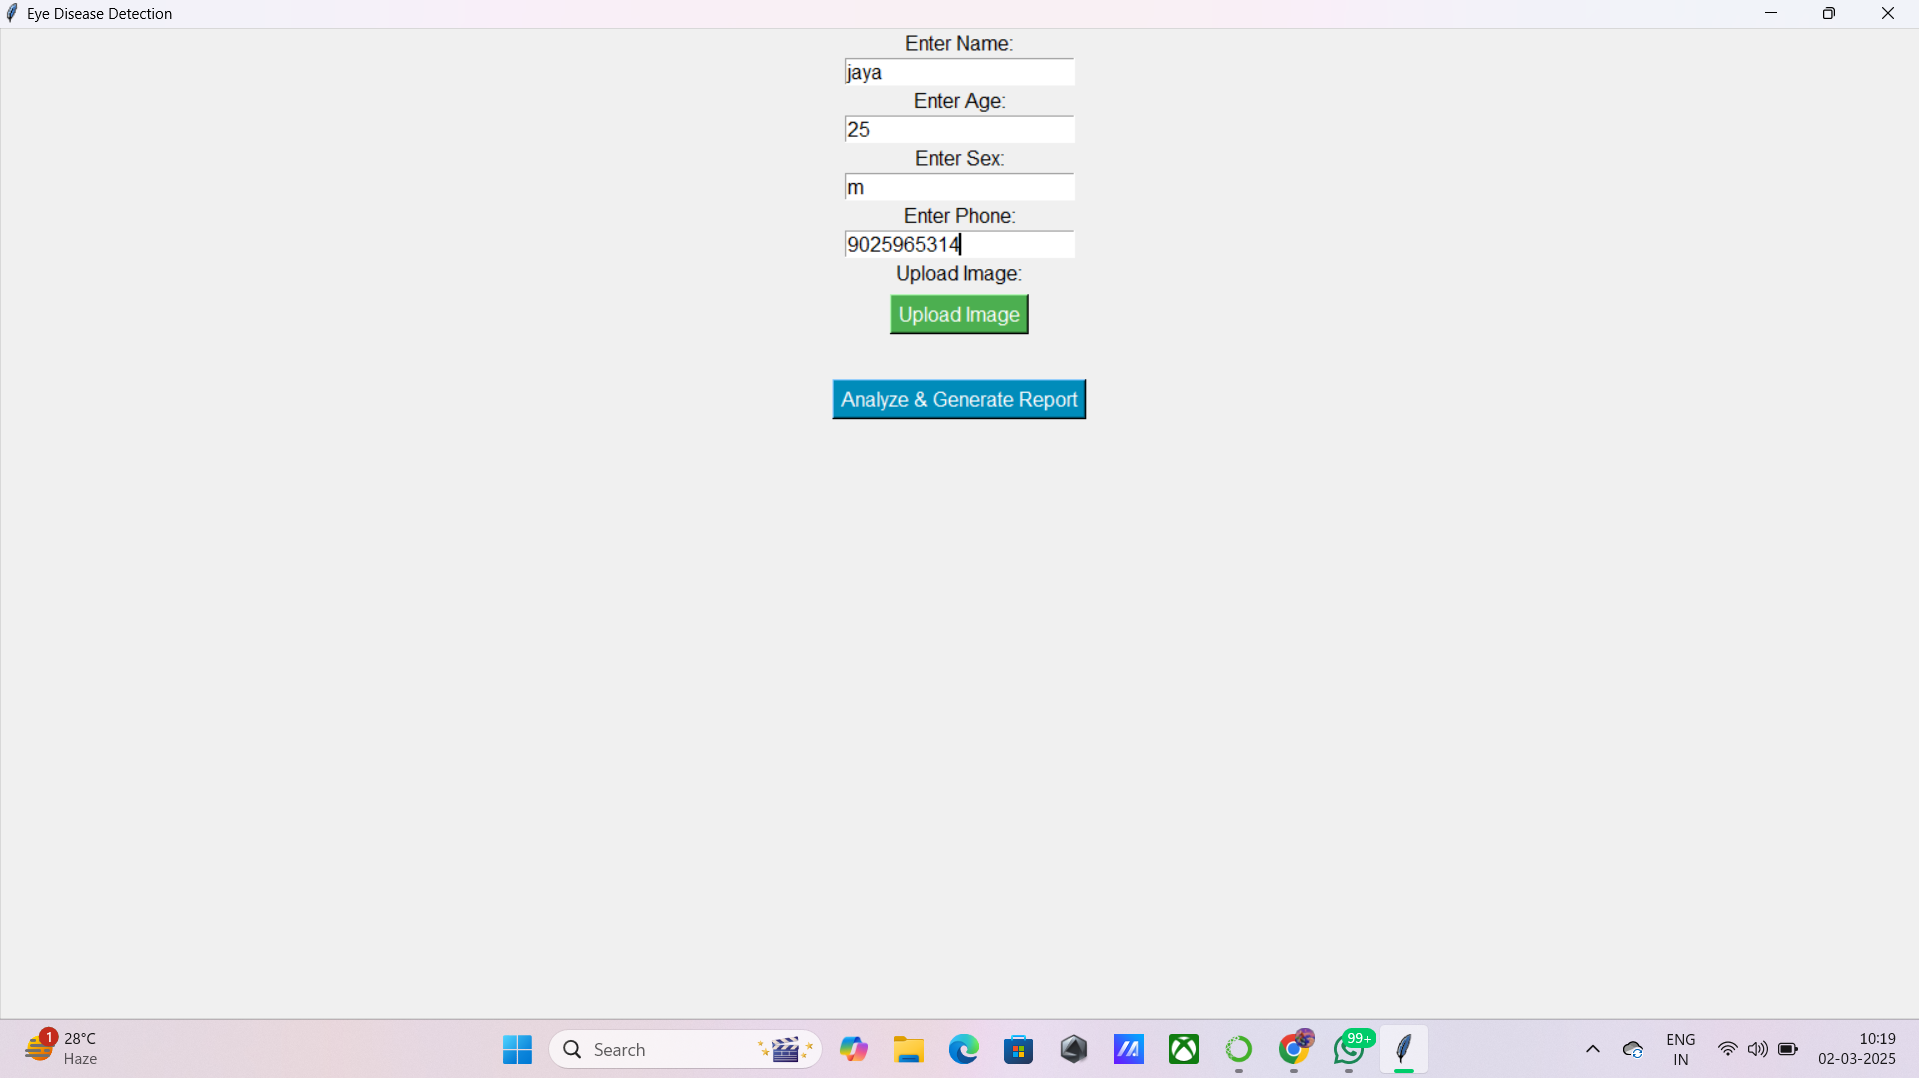 Eye Disease Detection
Enter Name:
jaya
Enter Age:
25
Enter Sex:
m
Enter Phone:
9025965314
Upload Image:
Upload Image
Analyze & Generate Report
1
28°C
Haze
Search
99+
ENG
IN
10:19
02-03-2025